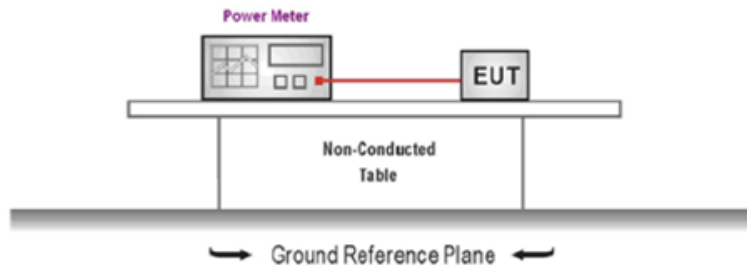 Power Meter
EUT
Non-Conducted
Table
Ground Reference Plane